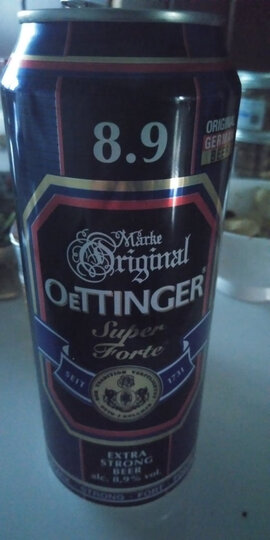 8.9
ORIGINAL
GERMAN
BEER
Marke
Original
OeTTINGER
Super
Forte
SEIT 1731
EXTRA
STRONG
BEER
alc. 8,9% vol.
STRONG - FORT